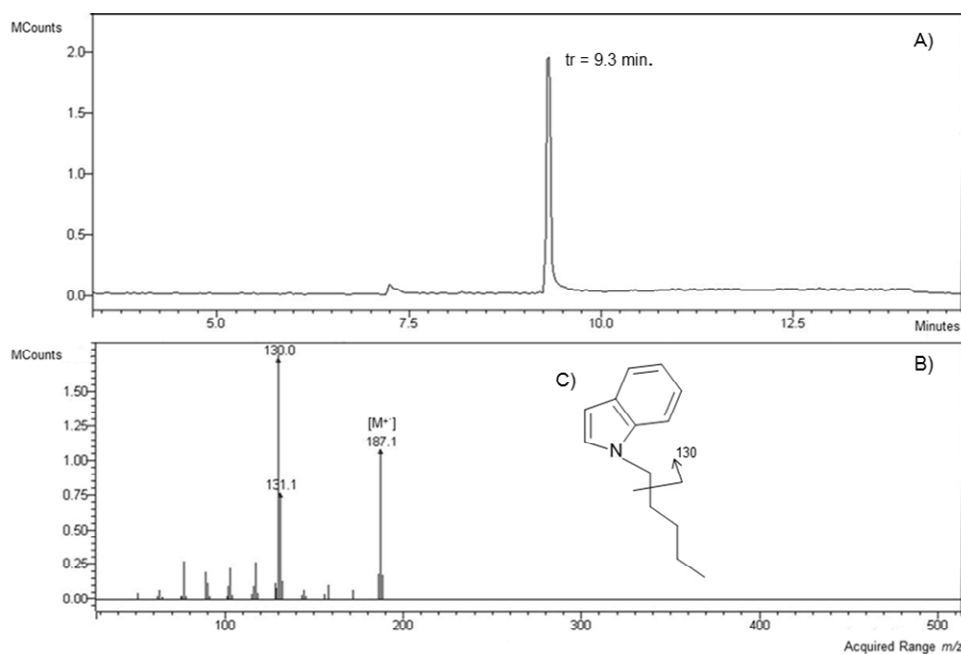 MCounts
A)
tr = 9.3 min.
2.0
1.5
1.0
0.5
0.0
5.0 7.5 10.0 12.5 Minutes
MCounts
B)
C)
130.0
[M+·]
187.1
131.1
130
N
1.50
1.25
1.00
0.75
0.50
0.25
0.00
100 200 300 400 500
Acquired Range m/z